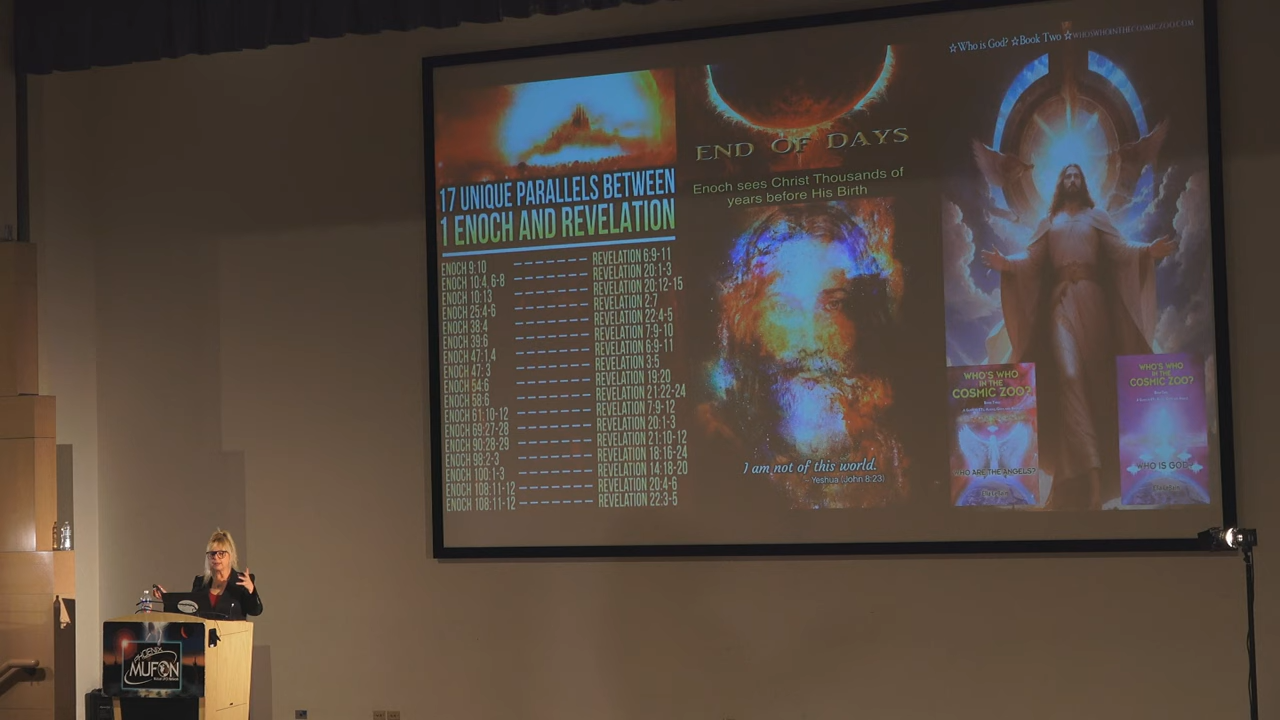 ☆Who is God? ☆Book Two ☆WHOSWHOINTHECOSMICZOO.COM
END OF DAYS
Enoch sees Christ Thousands of
years before His Birth
17 UNIQUE PARALLELS BETWEEN
1 ENOCH AND REVELATION
ENOCH 9:10 REVELATION 6:9-11
ENOCH 10:4, 6-8 REVELATION 20:1-3
ENOCH 10:13 REVELATION 20:12-15
ENOCH 25:4-6 REVELATION 2:7
ENOCH 38:4 REVELATION 22:4-5
ENOCH 39:6 REVELATION 7:9-10
ENOCH 47:1,4 REVELATION 6:9-11
ENOCH 47:3 REVELATION 3:5
ENOCH 54:6 REVELATION 19:20
ENOCH 58:6 REVELATION 21:22-24
ENOCH 61:10-12 REVELATION 7:9-12
ENOCH 69:27-28 REVELATION 20:1-3
ENOCH 90:28-29 REVELATION 21:10-12
ENOCH 98:2-3 REVELATION 18:16-24
ENOCH 100:1-3 REVELATION 14:18-20
ENOCH 108:11-12 REVELATION 20:4-6
ENOCH 108:11-12 REVELATION 22:3-5
I am not of this world.
~ Yeshua (John 8:23)
WHO'S WHO
IN THE
COSMIC ZOO?
WHO ARE THE ANGELS?
WHO'S WHO
IN THE
COSMIC ZOO?
WHO IS GOD?
PHOENIX
MUFON